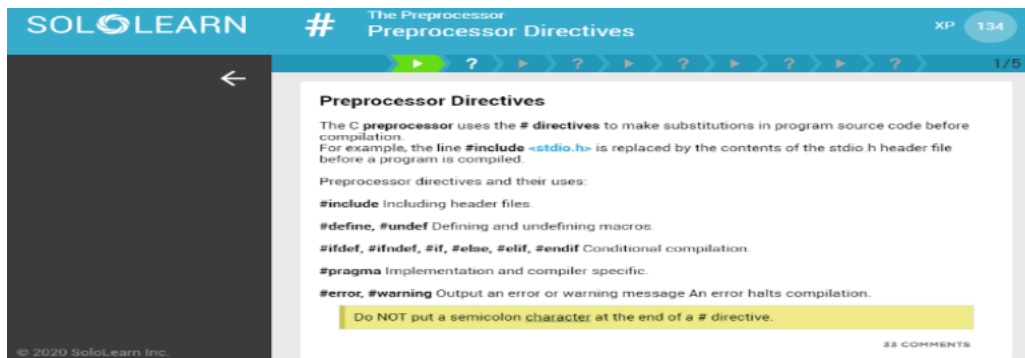 SOLOLEARN
#
The Preprocessor
Preprocessor Directives
XP 134
? ? ? ? ?
1/5
Preprocessor Directives
The C preprocessor uses the # directives to make substitutions in program source code before
compilation.
For example, the line #include <stdio.h> is replaced by the contents of the stdio.h header file
before a program is compiled.
Preprocessor directives and their uses:
#include Including header files.
#define, #undef Defining and undefining macros.
#ifdef, #ifndef, #if, #else, #elif, #endif Conditional compilation.
#pragma Implementation and compiler specific.
#error, #warning Output an error or warning message An error halts compilation.
Do NOT put a semicolon character at the end of a # directive.
33 COMMENTS
© 2020 SoloLearn Inc.